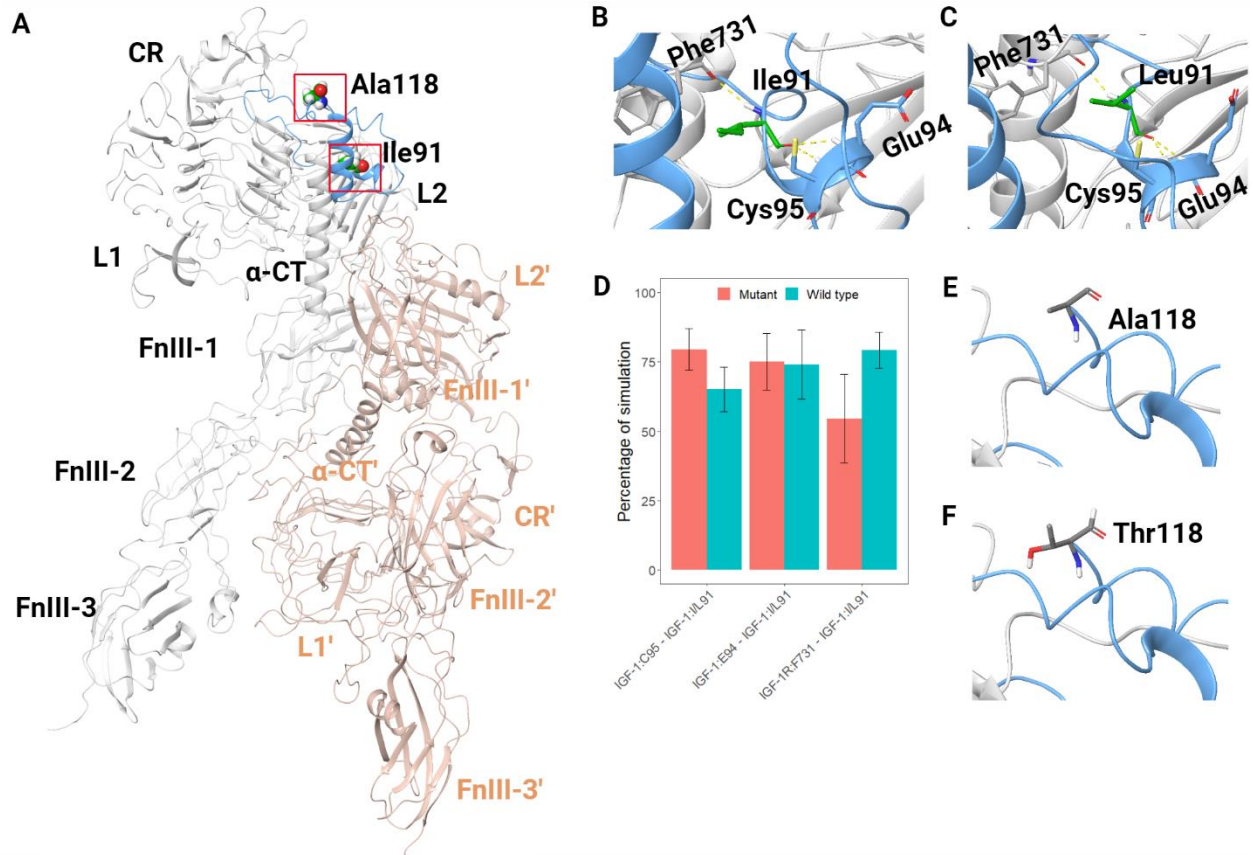 A
CR
Ala118
Ile91
L2
L1
α-CT
L2'
FnIII-1
FnIII-1'
α-CT'
FnIII-2
CR'
FnIII-3
FnIII-2'
L1'
FnIII-3'
B
Phe731
Ile91
Glu94
Cys95
C
Phe731
Leu91
Cys95
Glu94
D
Mutant
Wild type
100
75
50
25
0
Percentage of simulation
IGF-1:C95 - IGF-1:I/L91
IGF-1:E94 - IGF-1:I/L91
IGF-1R:F731 - IGF-1:I/L91
E
Ala118
F
Thr118